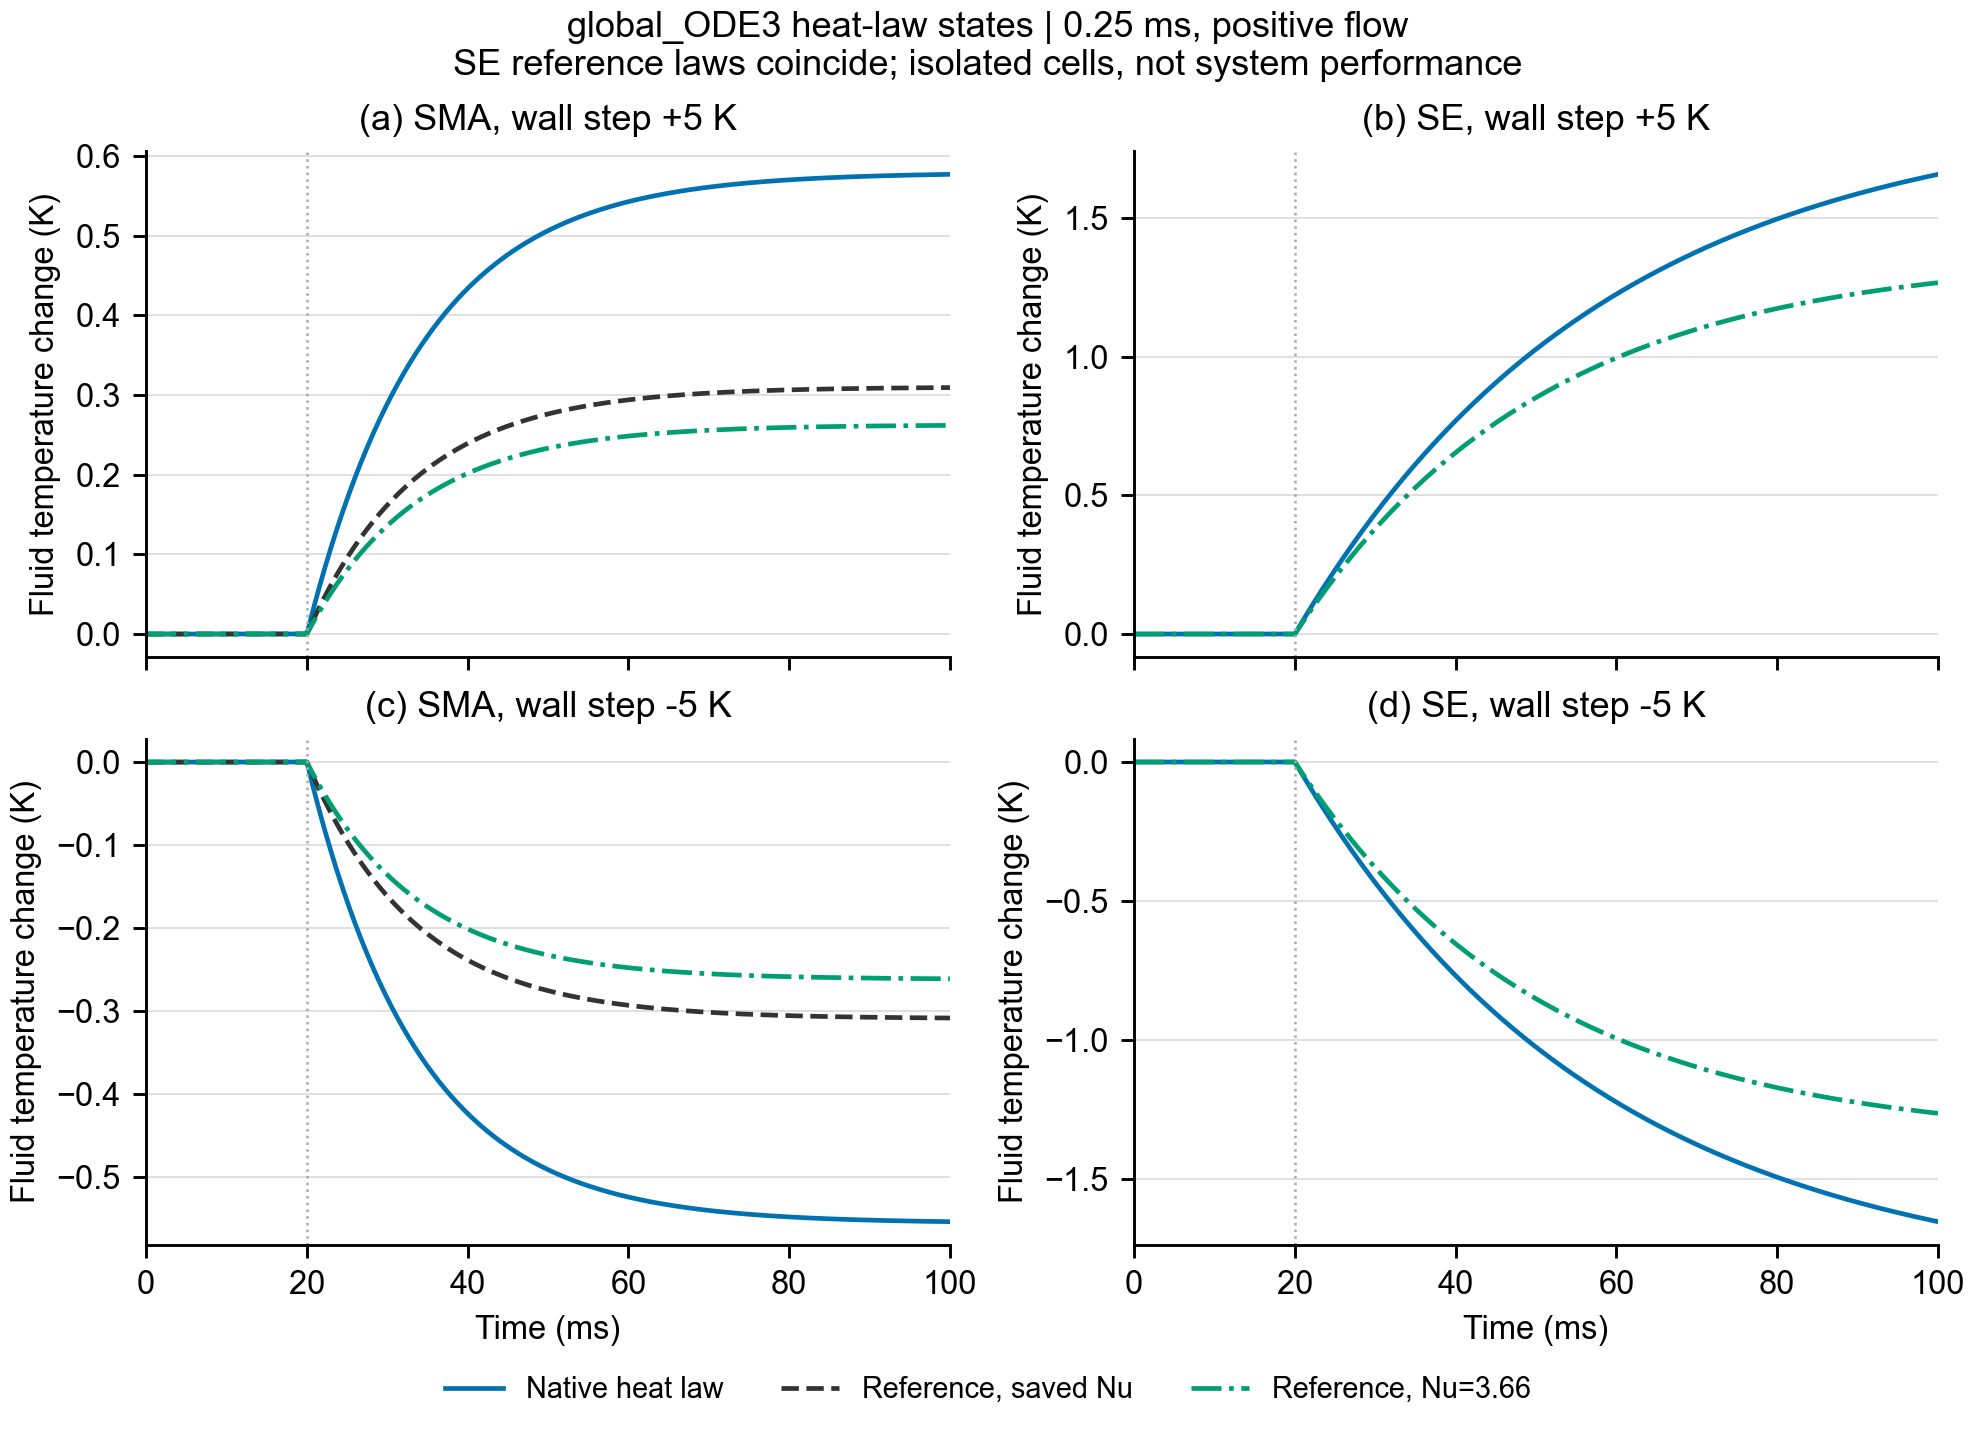 global_ODE3 heat-law states | 0.25 ms, positive flow
SE reference laws coincide; isolated cells, not system performance
(a) SMA, wall step +5 K
Fluid temperature change (K)
0.6
0.5
0.4
0.3
0.2
0.1
0.0
(b) SE, wall step +5 K
Fluid temperature change (K)
1.5
1.0
0.5
0.0
(c) SMA, wall step -5 K
Fluid temperature change (K)
0.0
−0.1
−0.2
−0.3
−0.4
−0.5
0 20 40 60 80 100
Time (ms)
(d) SE, wall step -5 K
Fluid temperature change (K)
0.0
−0.5
−1.0
−1.5
0 20 40 60 80 100
Time (ms)
Native heat law
Reference, saved Nu
Reference, Nu=3.66